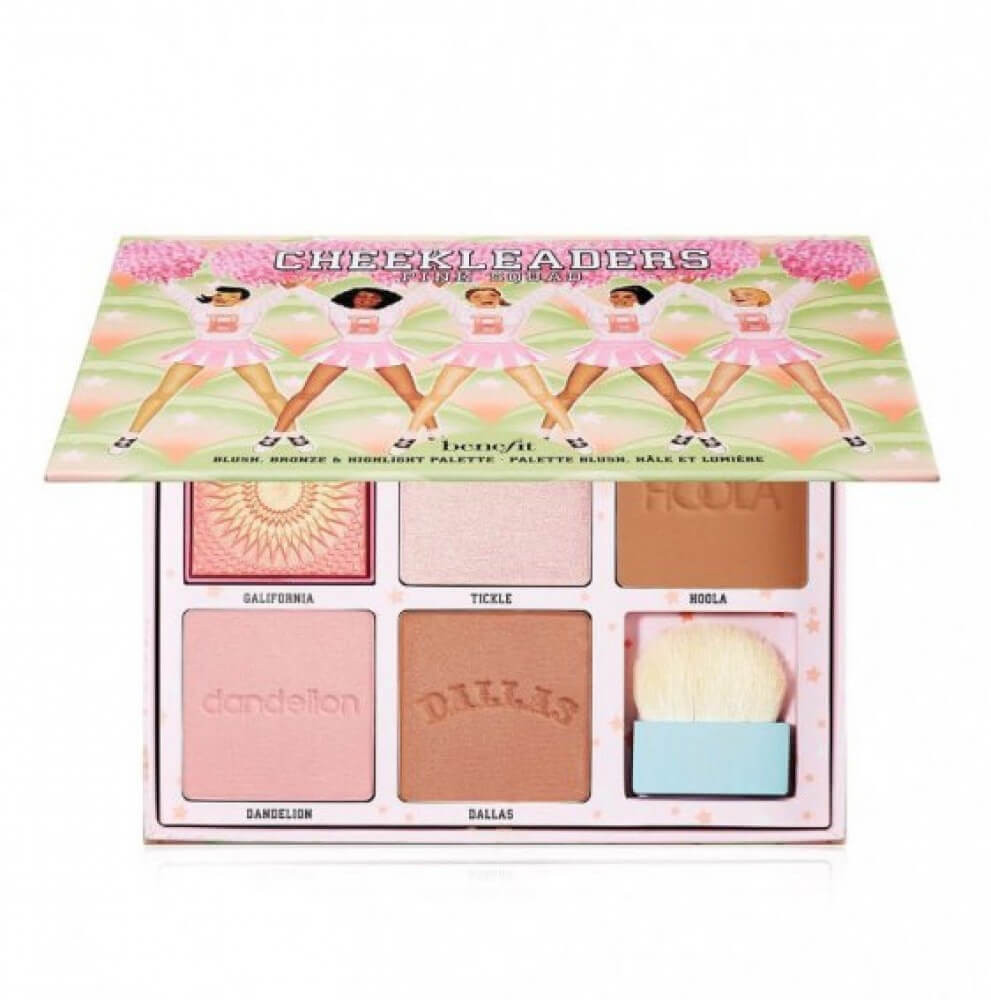 CHEEKLEADERS
PINK SQUAD
B B B B B
benefit
BLUSH, BRONZE & HIGHLIGHT PALETTE · PALETTE BLUSH, HÂLE ET LUMIÈRE
HOOLA
GALIFORNIA TICKLE HOOLA
dandelion DALLAS
DANDELION DALLAS